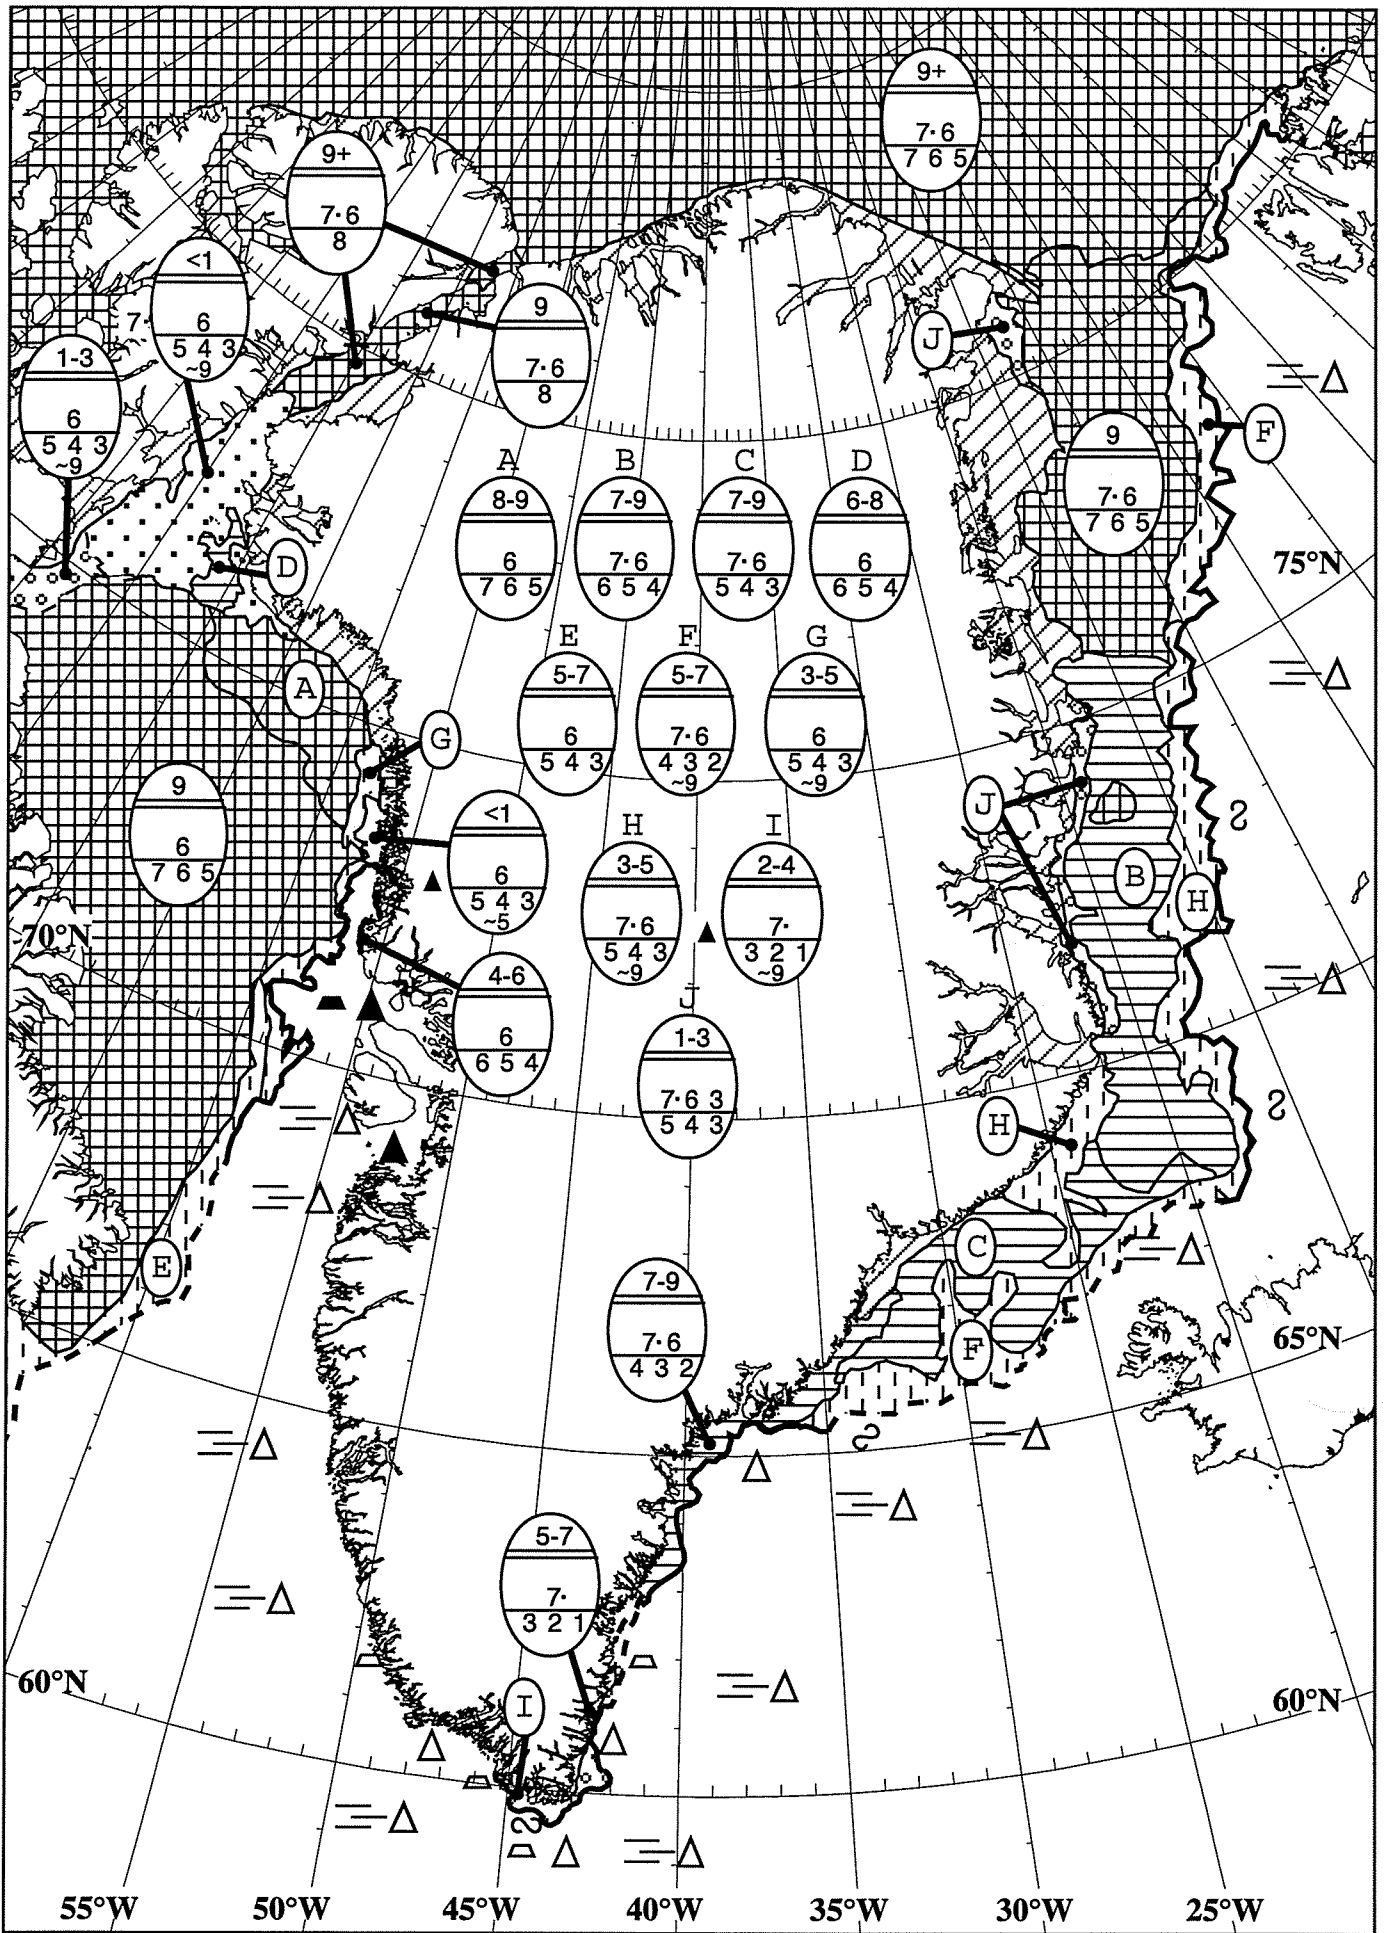 9+
7·6
7 6 5
9+
7·6
8
<1
6
5 4 3
~9
7·
1-3
6
5 4 3
~9
9
7·6
8
J
F
9
7·6
7 6 5
A B C D
8-9 7-9 7-9 6-8
6 7·6 7·6 6
7 6 5 6 5 4 5 4 3 6 5 4
75°N
D
E F G
5-7 5-7 3-5
6 7·6 6
5 4 3 4 3 2 5 4 3
~9 ~9
A
G
J
9
6
7 6 5
<1
6
5 4 3
~5
H I
3-5 2-4
7·6 7·
5 4 3 3 2 1
~9 ~9
B
H
70°N
4-6
6
6 5 4
J
1-3
7·6 3
5 4 3
H
C
E
7-9
7·6
4 3 2
F
65°N
5-7
7·
3 2 1
60°N
60°N
I
55°W 50°W 45°W 40°W 35°W 30°W 25°W